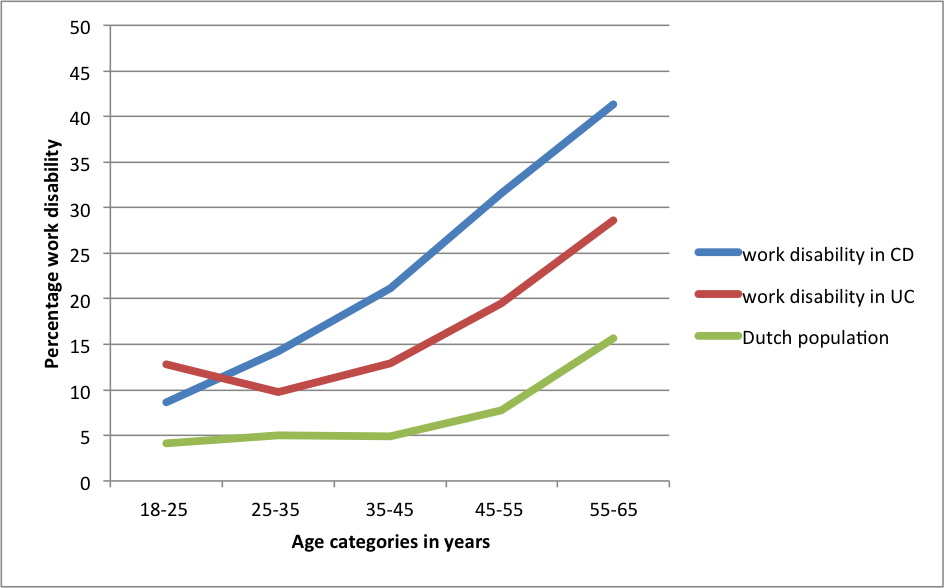 50
45
40
35
30
25
20
15
10
5
0
Percentage work disability
18-25 25-35 35-45 45-55 55-65
Age categories in years
work disability in CD
work disability in UC
Dutch population